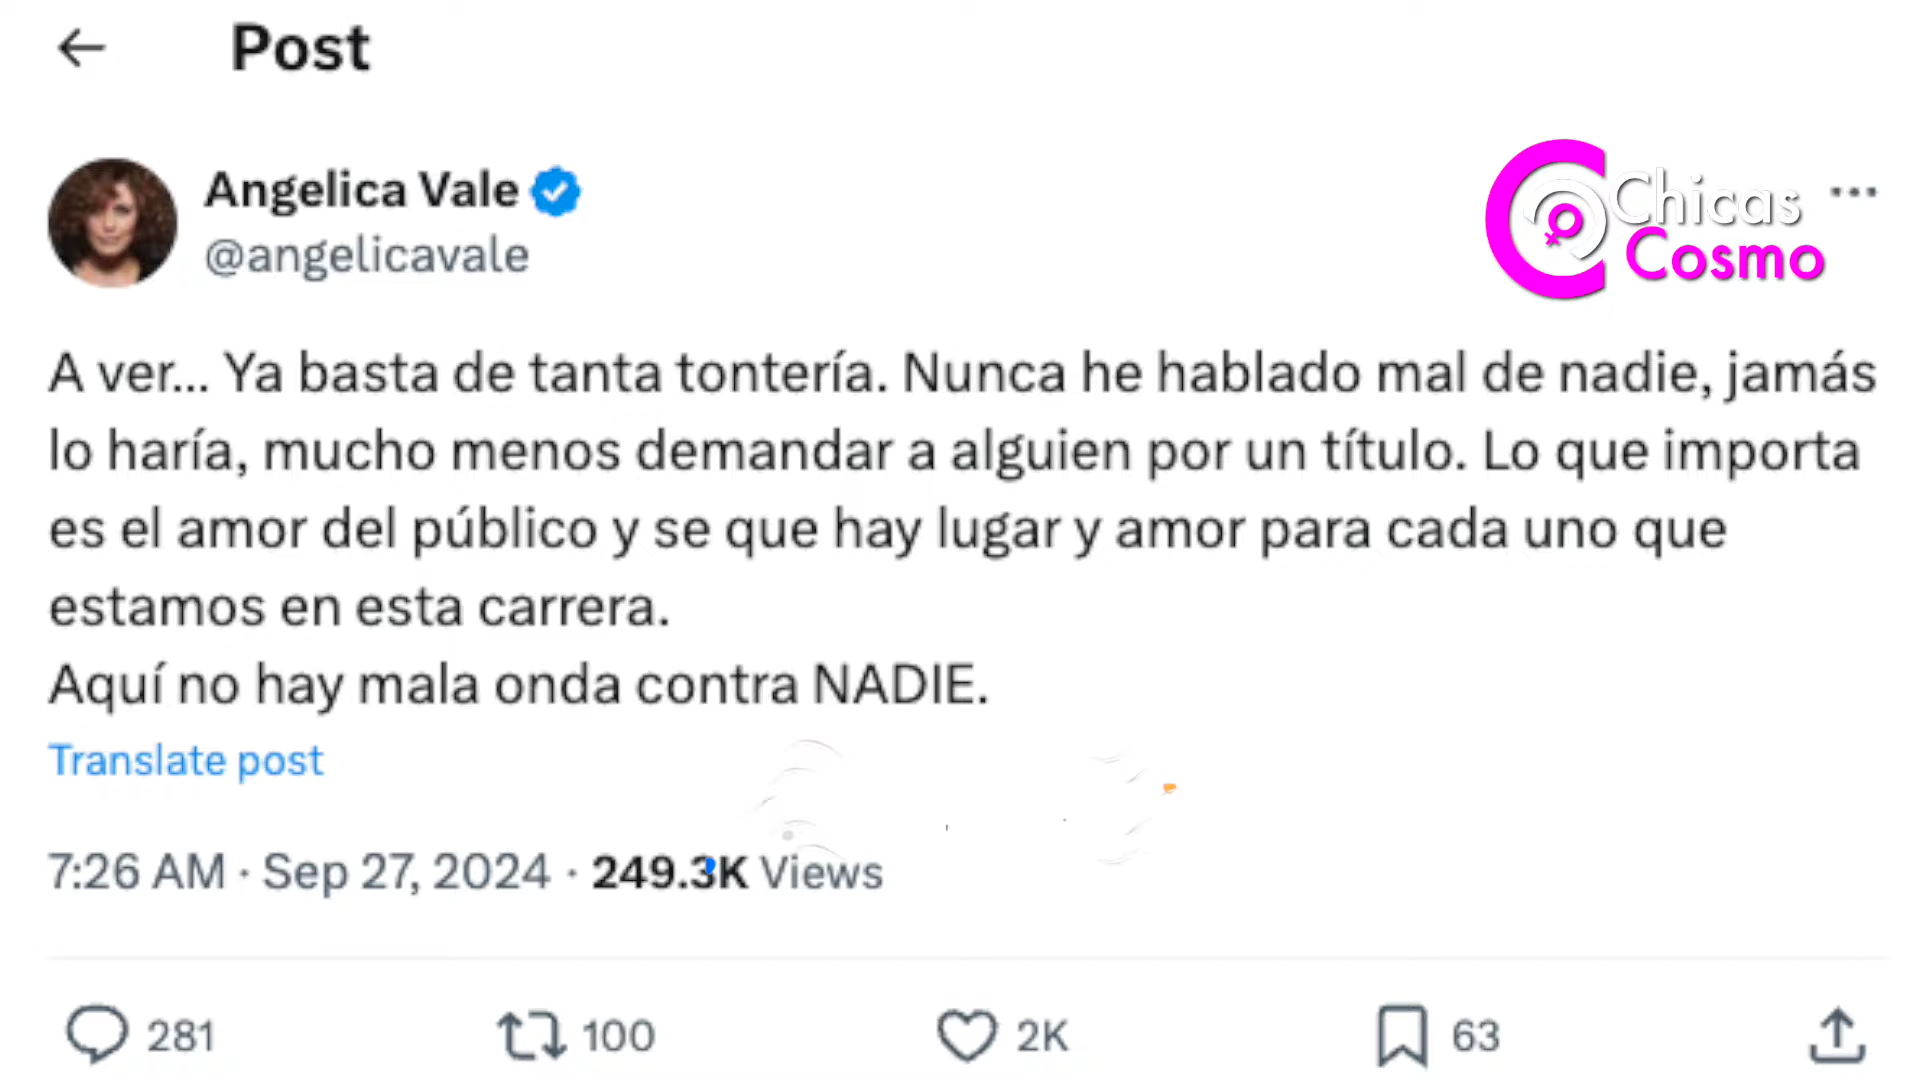 Post
Angelica Vale
@angelicavale
Chicas
Cosmo
A ver... Ya basta de tanta tontería. Nunca he hablado mal de nadie, jamás
lo haría, mucho menos demandar a alguien por un título. Lo que importa
es el amor del público y se que hay lugar y amor para cada uno que
estamos en esta carrera.
Aquí no hay mala onda contra NADIE.
Translate post
7:26 AM · Sep 27, 2024 · 249.3K Views
281 100 2K 63